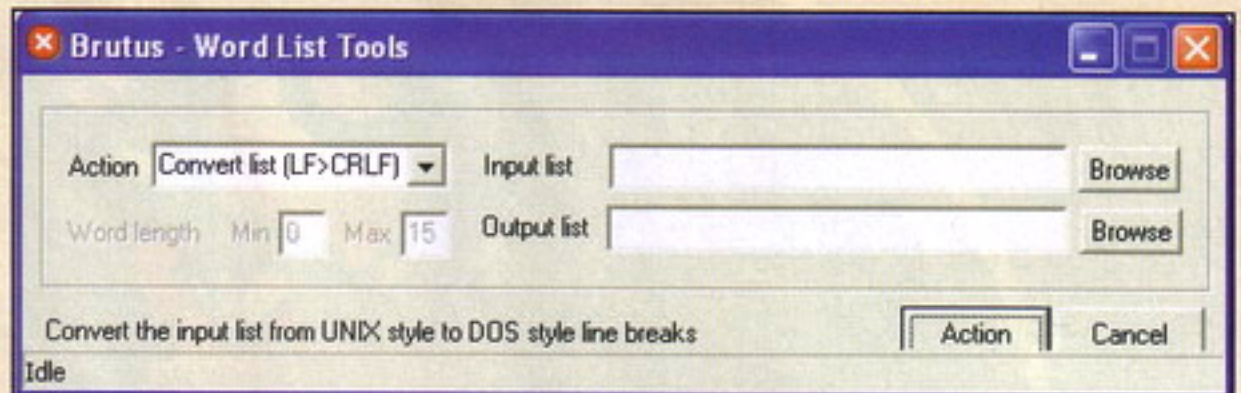 Brutus - Word List Tools
Action Convert list (LF>CRLF) Input list Browse
Word length Min 0 Max 15 Output list Browse
Convert the input list from UNIX style to DOS style line breaks Action Cancel
Idle